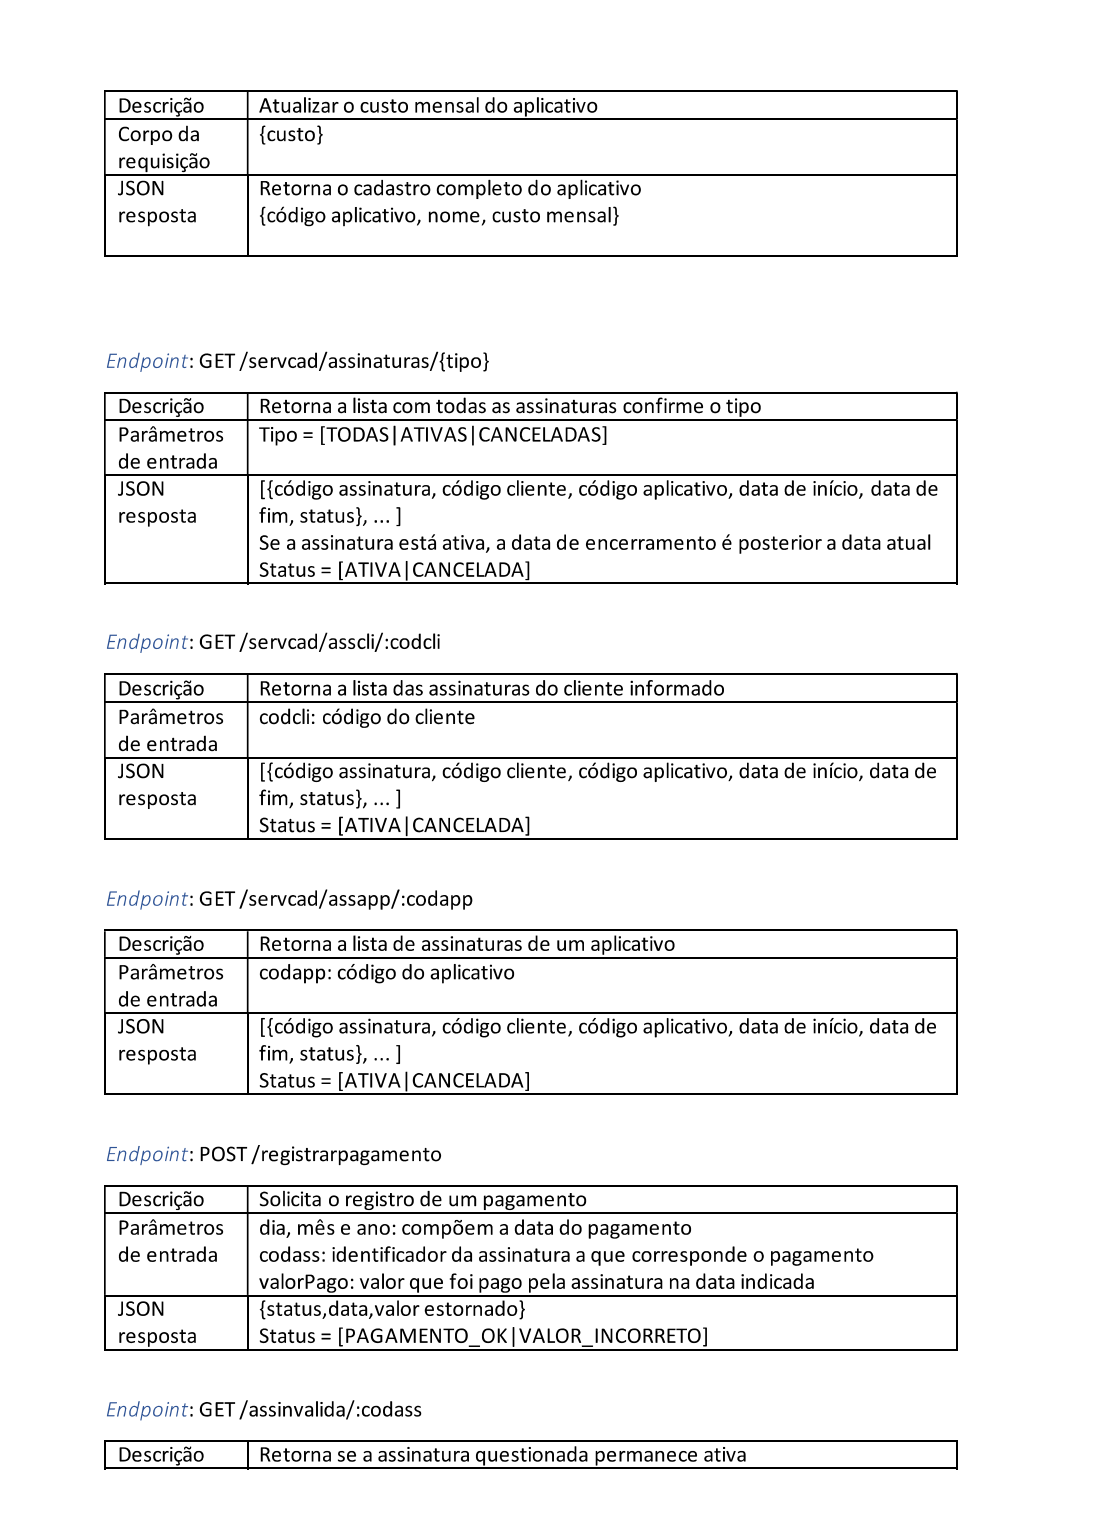 Descrição Atualizar o custo mensal do aplicativo
Corpo da requisição {custo}
JSON resposta Retorna o cadastro completo do aplicativo
{código aplicativo, nome, custo mensal}
Endpoint: GET /servcad/assinaturas/{tipo}
Descrição Retorna a lista com todas as assinaturas confirme o tipo
Parâmetros de entrada Tipo = [TODAS|ATIVAS|CANCELADAS]
JSON resposta [{código assinatura, código cliente, código aplicativo, data de início, data de
fim, status}, ... ]
Se a assinatura está ativa, a data de encerramento é posterior a data atual
Status = [ATIVA|CANCELADA]
Endpoint: GET /servcad/asscli/:codcli
Descrição Retorna a lista das assinaturas do cliente informado
Parâmetros de entrada codcli: código do cliente
JSON resposta [{código assinatura, código cliente, código aplicativo, data de início, data de
fim, status}, ... ]
Status = [ATIVA|CANCELADA]
Endpoint: GET /servcad/assapp/:codapp
Descrição Retorna a lista de assinaturas de um aplicativo
Parâmetros de entrada codapp: código do aplicativo
JSON resposta [{código assinatura, código cliente, código aplicativo, data de início, data de
fim, status}, ... ]
Status = [ATIVA|CANCELADA]
Endpoint: POST /registrarpagamento
Descrição Solicita o registro de um pagamento
Parâmetros de entrada dia, mês e ano: compõem a data do pagamento
codass: identificador da assinatura a que corresponde o pagamento
valorPago: valor que foi pago pela assinatura na data indicada
JSON resposta {status,data,valor estornado}
Status = [PAGAMENTO_OK|VALOR_INCORRETO]
Endpoint: GET /assinvalida/:codass
Descrição Retorna se a assinatura questionada permanece ativa